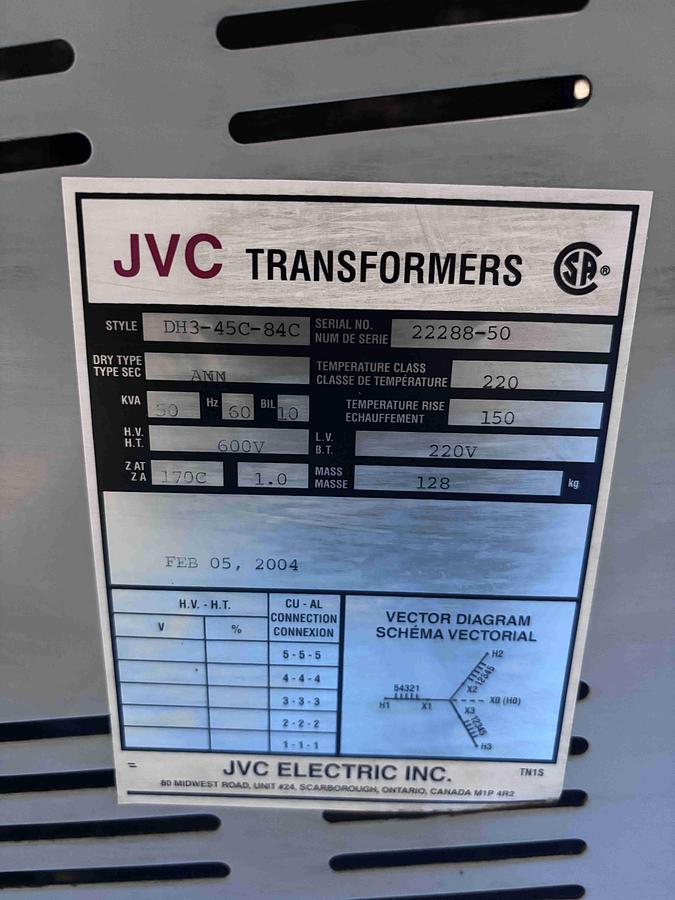 JVC TRANSFORMERS SA ®
STYLE DH3-45C-84C SERIAL NO. 22288-50
NUM DE SERIE
DRY TYPE ANN TEMPERATURE CLASS 220
TYPE SEC CLASSE DE TEMPÉRATURE
KVA 50 Hz 60 BIL 10 TEMPERATURE RISE 150
ECHAUFFEMENT
H.V. 600V L.V. 220V
H.T. B.T.
Z AT 170C 1.0 MASS 128 kg
Z A MASSE
FEB 05, 2004
H.V. - H.T. CU - AL
CONNECTION
CONNEXION
V %
5 - 5 - 5
4 - 4 - 4
3 - 3 - 3
2 - 2 - 2
1 - 1 - 1
VECTOR DIAGRAM
SCHÉMA VECTORIAL
H2
12345
X2
54321
H1 X1 X0 (H0)
X3
12345
H3
JVC ELECTRIC INC. TN1S
80 MIDWEST ROAD, UNIT #24, SCARBOROUGH, ONTARIO, CANADA M1P 4R2